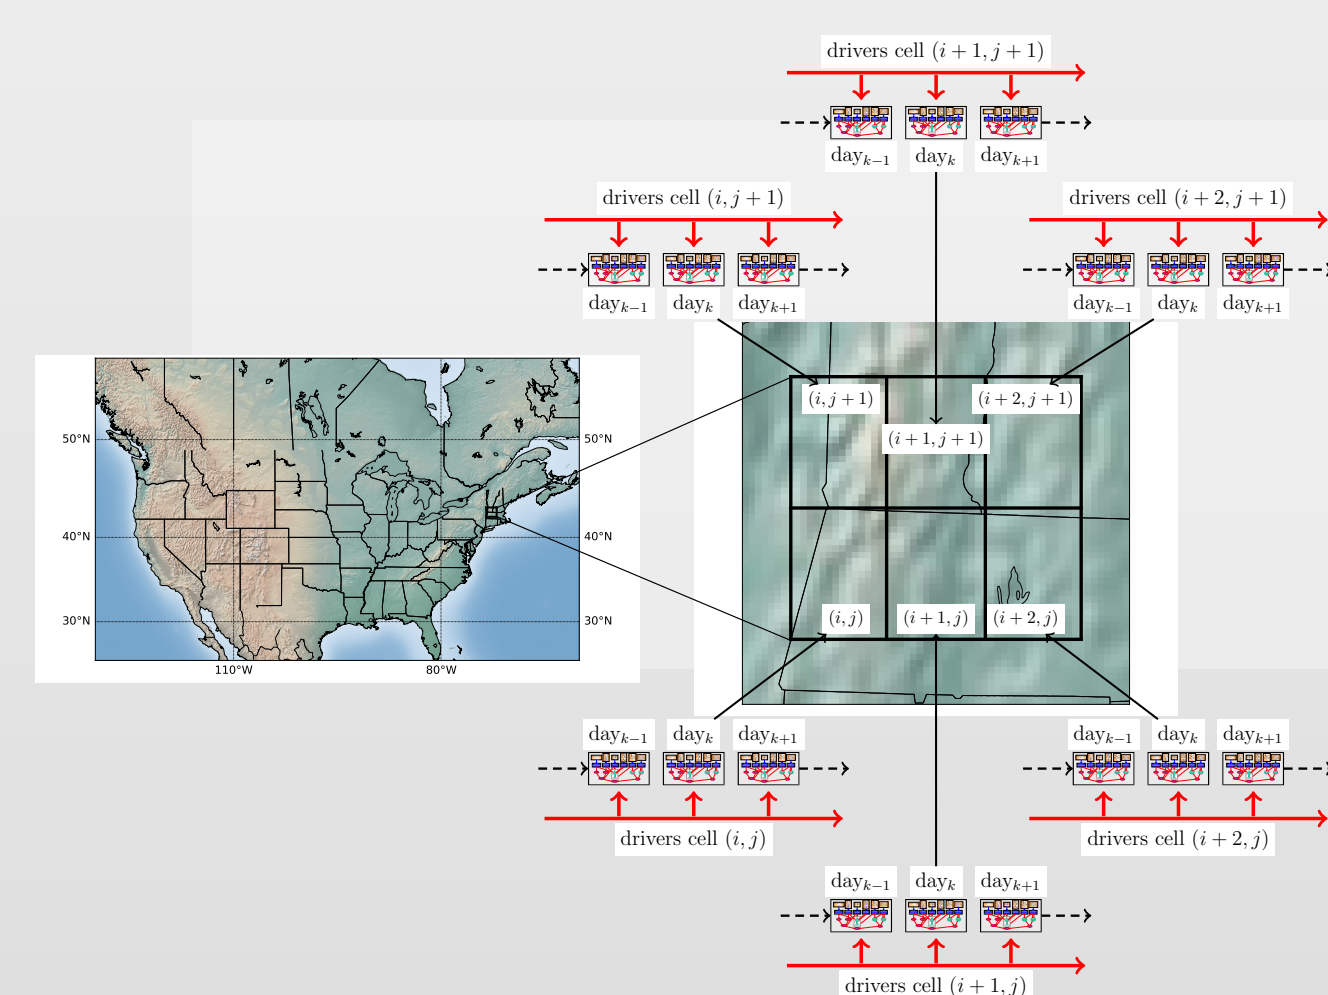 drivers cell (i + 1, j + 1)
day_{k−1} day_k day_{k+1}
drivers cell (i, j + 1)
drivers cell (i + 2, j + 1)
day_{k−1} day_k day_{k+1}
day_{k−1} day_k day_{k+1}
(i, j+1)
(i+2, j+1)
(i+1, j+1)
50°N 50°N
40°N 40°N
30°N 30°N
110°W 80°W
(i, j)
(i+1, j)
(i+2, j)
day_{k−1} day_k day_{k+1}
day_{k−1} day_k day_{k+1}
drivers cell (i, j)
drivers cell (i + 2, j)
day_{k−1} day_k day_{k+1}
drivers cell (i + 1, j)